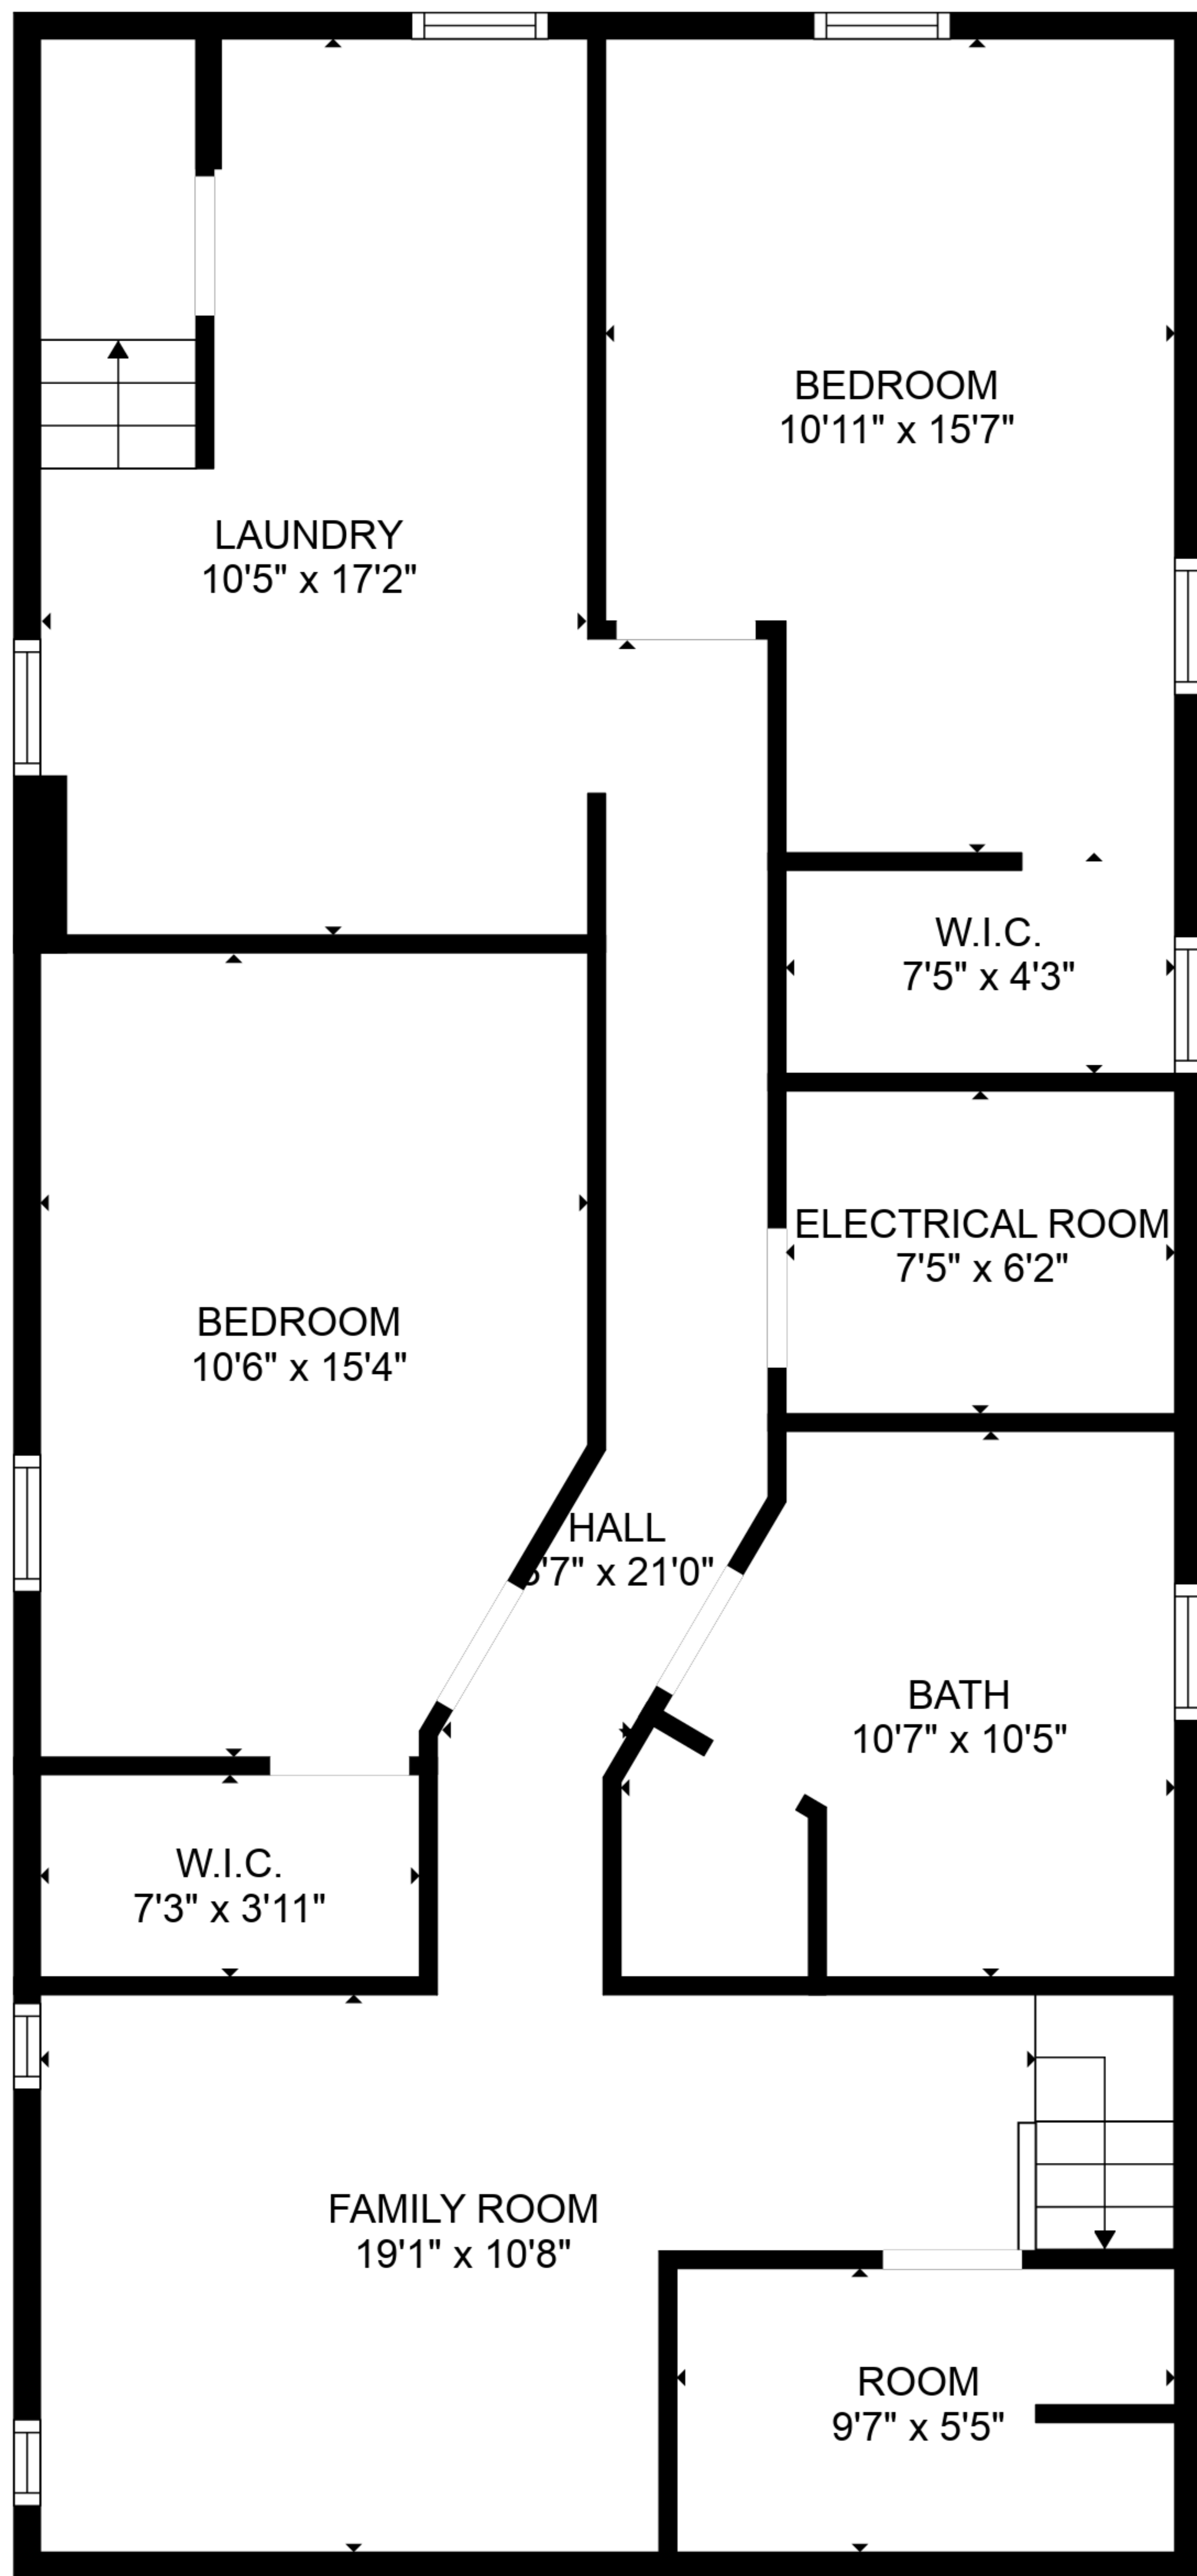 BEDROOM
10'11" x 15'7"
LAUNDRY
10'5" x 17'2"
W.I.C.
7'5" x 4'3"
ELECTRICAL ROOM
7'5" x 6'2"
BEDROOM
10'6" x 15'4"
HALL
'7" x 21'0"
BATH
10'7" x 10'5"
W.I.C.
7'3" x 3'11"
FAMILY ROOM
19'1" x 10'8"
ROOM
9'7" x 5'5"